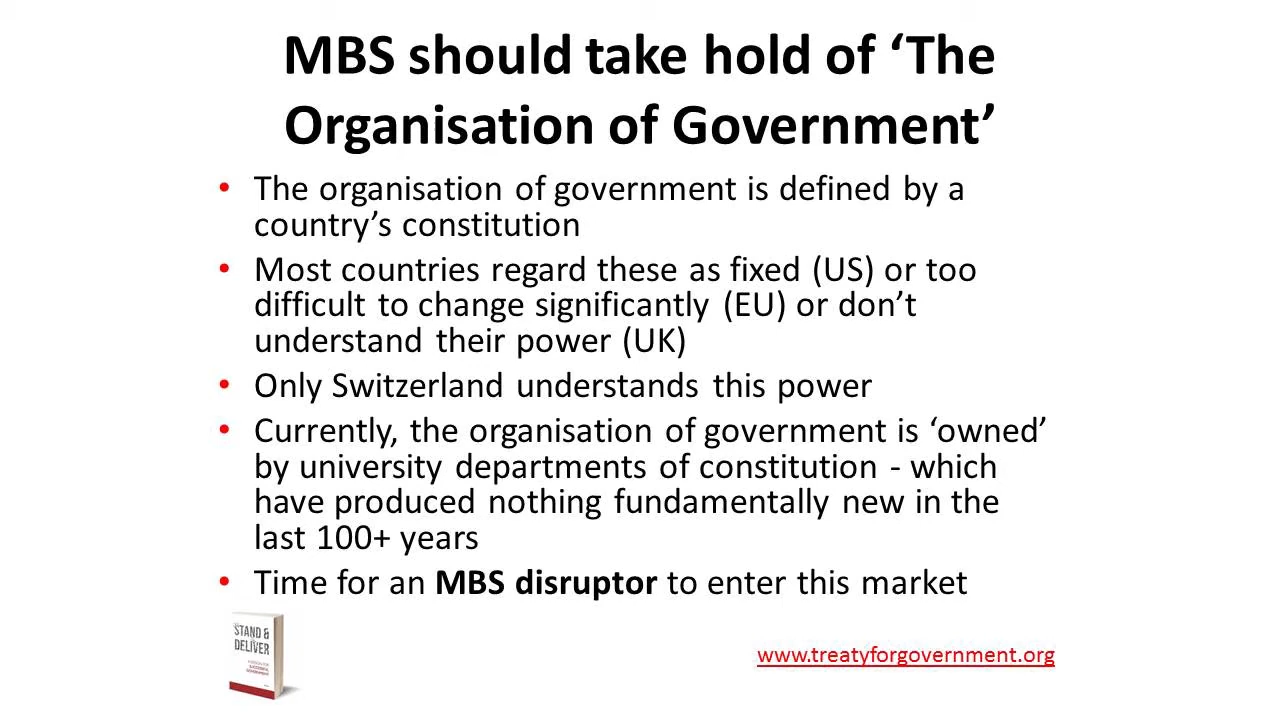 MBS should take hold of ‘The
Organisation of Government’
• The organisation of government is defined by a
country’s constitution
• Most countries regard these as fixed (US) or too
difficult to change significantly (EU) or don’t
understand their power (UK)
• Only Switzerland understands this power
• Currently, the organisation of government is ‘owned’
by university departments of constitution - which
have produced nothing fundamentally new in the
last 100+ years
• Time for an MBS disruptor to enter this market
STAND &
DELIVER
A DESIGN FOR
SUCCESSFUL
GOVERNMENT
www.treatyforgovernment.org